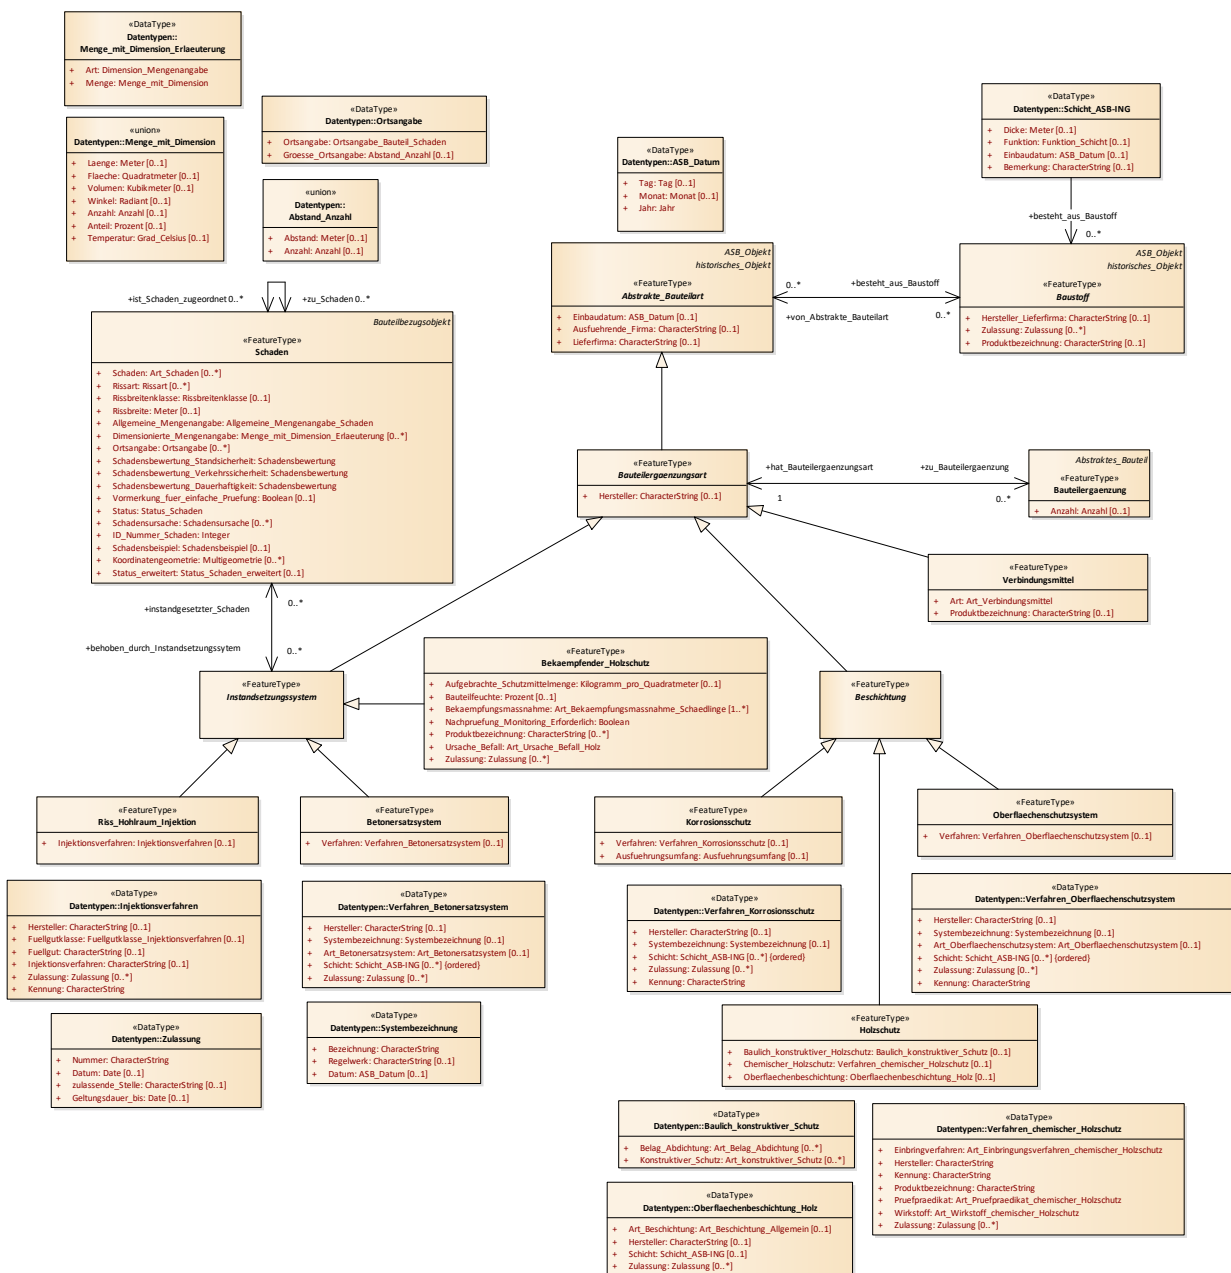 «DataType»
Datentypen::
Menge_mit_Dimension_Erlaeuterung
+ Art: Dimension_Mengenangabe
+ Menge: Menge_mit_Dimension
«union»
Datentypen::Menge_mit_Dimension
+ Laenge: Meter [0..1]
+ Flaeche: Quadratmeter [0..1]
+ Volumen: Kubikmeter [0..1]
+ Winkel: Radiant [0..1]
+ Anzahl: Anzahl [0..1]
+ Anteil: Prozent [0..1]
+ Temperatur: Grad_Celsius [0..1]
«DataType»
Datentypen::Ortsangabe
+ Ortsangabe: Ortsangabe_Bauteil_Schaden
+ Groesse_Ortsangabe: Abstand_Anzahl [0..1]
«union»
Datentypen::
Abstand_Anzahl
+ Abstand: Meter [0..1]
+ Anzahl: Anzahl [0..1]
«DataType»
Datentypen::ASB_Datum
+ Tag: Tag [0..1]
+ Monat: Monat [0..1]
+ Jahr: Jahr
«DataType»
Datentypen::Schicht_ASB-ING
+ Dicke: Meter [0..1]
+ Funktion: Funktion_Schicht [0..1]
+ Einbaudatum: ASB_Datum [0..1]
+ Bemerkung: CharacterString [0..1]
+besteht_aus_Baustoff
0..*
ASB_Objekt
historisches_Objekt
«FeatureType»
Abstrakte_Bauteilart
+ Einbaudatum: ASB_Datum [0..1]
+ Ausfuehrende_Firma: CharacterString [0..1]
+ Lieferfirma: CharacterString [0..1]
0..*
+besteht_aus_Baustoff
+von_Abstrakte_Bauteilart
0..*
ASB_Objekt
historisches_Objekt
«FeatureType»
Baustoff
+ Hersteller_Lieferfirma: CharacterString [0..1]
+ Zulassung: Zulassung [0..*]
+ Produktbezeichnung: CharacterString [0..1]
+ist_Schaden_zugeordnet 0..*
+zu_Schaden 0..*
Bauteilbezugsobjekt
«FeatureType»
Schaden
+ Schaden: Art_Schaden [0..*]
+ Rissart: Rissart [0..*]
+ Rissbreitenklasse: Rissbreitenklasse [0..1]
+ Rissbreite: Meter [0..1]
+ Allgemeine_Mengenangabe: Allgemeine_Mengenangabe_Schaden
+ Dimensionierte_Mengenangabe: Menge_mit_Dimension_Erlaeuterung [0..*]
+ Ortsangabe: Ortsangabe [0..*]
+ Schadensbewertung_Standsicherheit: Schadensbewertung
+ Schadensbewertung_Verkehrssicherheit: Schadensbewertung
+ Schadensbewertung_Dauerhaftigkeit: Schadensbewertung
+ Vormerkung_fuer_einfache_Pruefung: Boolean [0..1]
+ Status: Status_Schaden
+ Schadensursache: Schadensursache [0..*]
+ ID_Nummer_Schaden: Integer
+ Schadensbeispiel: Schadensbeispiel [0..1]
+ Koordinatengeometrie: Multigeometrie [0..*]
+ Status_erweitert: Status_Schaden_erweitert [0..1]
«FeatureType»
Bauteilergaenzungsart
+ Hersteller: CharacterString [0..1]
+hat_Bauteilergaenzungsart
1
+zu_Bauteilergaenzung
0..*
Abstraktes_Bauteil
«FeatureType»
Bauteilergaenzung
+ Anzahl: Anzahl [0..1]
«FeatureType»
Verbindungsmittel
+ Art: Art_Verbindungsmittel
+ Produktbezeichnung: CharacterString [0..1]
+instandgesetzter_Schaden
0..*
+behoben_durch_Instandsetzungssytem
0..*
«FeatureType»
Instandsetzungssystem
«FeatureType»
Bekaempfender_Holzschutz
+ Aufgebrachte_Schutzmittelmenge: Kilogramm_pro_Quadratmeter [0..1]
+ Bauteilfeuchte: Prozent [0..1]
+ Bekaempfungsmassnahme: Art_Bekaempfungsmassnahme_Schaedlinge [1..*]
+ Nachpruefung_Monitoring_Erforderlich: Boolean
+ Produktbezeichnung: CharacterString [0..*]
+ Ursache_Befall: Art_Ursache_Befall_Holz
+ Zulassung: Zulassung [0..*]
«FeatureType»
Beschichtung
«FeatureType»
Riss_Hohlraum_Injektion
+ Injektionsverfahren: Injektionsverfahren [0..1]
«FeatureType»
Betonersatzsystem
+ Verfahren: Verfahren_Betonersatzsystem [0..1]
«FeatureType»
Korrosionsschutz
+ Verfahren: Verfahren_Korrosionsschutz [0..1]
+ Ausfuehrungsumfang: Ausfuehrungsumfang [0..1]
«FeatureType»
Oberflaechenschutzsystem
+ Verfahren: Verfahren_Oberflaechenschutzsystem [0..1]
«DataType»
Datentypen::Injektionsverfahren
+ Hersteller: CharacterString [0..1]
+ Fuellgutklasse: Fuellgutklasse_Injektionsverfahren [0..1]
+ Fuellgut: CharacterString [0..1]
+ Injektionsverfahren: CharacterString [0..1]
+ Zulassung: Zulassung [0..*]
+ Kennung: CharacterString
«DataType»
Datentypen::Verfahren_Betonersatzsystem
+ Hersteller: CharacterString [0..1]
+ Systembezeichnung: Systembezeichnung [0..1]
+ Art_Betonersatzsystem: Art_Betonersatzsystem [0..1]
+ Schicht: Schicht_ASB-ING [0..*] {ordered}
+ Zulassung: Zulassung [0..*]
«DataType»
Datentypen::Verfahren_Korrosionsschutz
+ Hersteller: CharacterString [0..1]
+ Systembezeichnung: Systembezeichnung [0..1]
+ Schicht: Schicht_ASB-ING [0..*] {ordered}
+ Zulassung: Zulassung [0..*]
+ Kennung: CharacterString
«DataType»
Datentypen::Verfahren_Oberflaechenschutzsystem
+ Hersteller: CharacterString [0..1]
+ Systembezeichnung: Systembezeichnung [0..1]
+ Art_Oberflaechenschutzsystem: Art_Oberflaechenschutzsystem [0..1]
+ Schicht: Schicht_ASB-ING [0..*] {ordered}
+ Zulassung: Zulassung [0..*]
+ Kennung: CharacterString
«DataType»
Datentypen::Zulassung
+ Nummer: CharacterString
+ Datum: Date [0..1]
+ zulassende_Stelle: CharacterString [0..1]
+ Geltungsdauer_bis: Date [0..1]
«DataType»
Datentypen::Systembezeichnung
+ Bezeichnung: CharacterString
+ Regelwerk: CharacterString [0..1]
+ Datum: ASB_Datum [0..1]
«FeatureType»
Holzschutz
+ Baulich_konstruktiver_Holzschutz: Baulich_konstruktiver_Schutz [0..1]
+ Chemischer_Holzschutz: Verfahren_chemischer_Holzschutz [0..1]
+ Oberflaechenbeschichtung: Oberflaechenbeschichtung_Holz [0..1]
«DataType»
Datentypen::Baulich_konstruktiver_Schutz
+ Belag_Abdichtung: Art_Belag_Abdichtung [0..*]
+ Konstruktiver_Schutz: Art_konstruktiver_Schutz [0..*]
«DataType»
Datentypen::Verfahren_chemischer_Holzschutz
+ Einbringverfahren: Art_Einbringungsverfahren_chemischer_Holzschutz
+ Hersteller: CharacterString
+ Kennung: CharacterString
+ Produktbezeichnung: CharacterString
+ Pruefpraedikat: Art_Pruefpraedikat_chemischer_Holzschutz
+ Wirkstoff: Art_Wirkstoff_chemischer_Holzschutz
+ Zulassung: Zulassung [0..*]
«DataType»
Datentypen::Oberflaechenbeschichtung_Holz
+ Art_Beschichtung: Art_Beschichtung_Allgemein [0..1]
+ Hersteller: CharacterString [0..1]
+ Schicht: Schicht_ASB-ING [0..1]
+ Zulassung: Zulassung [0..*]